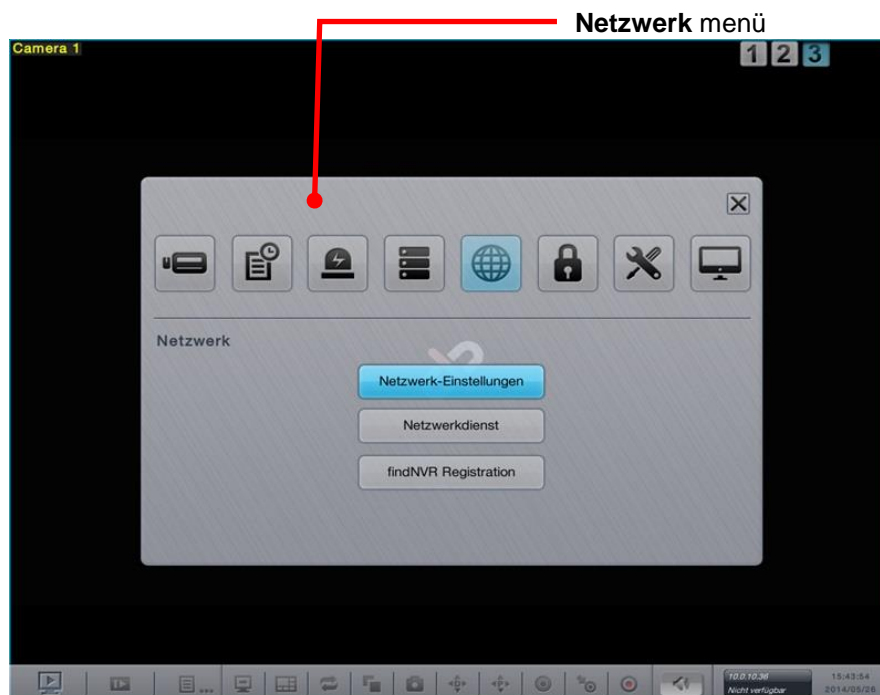 Netzwerk menü
Camera 1
1 2 3
Netzwerk
Netzwerk-Einstellungen
Netzwerkdienst
findNVR Registration
10.0.10.36
Nicht verfügbar
15:43:54
2014/05/26